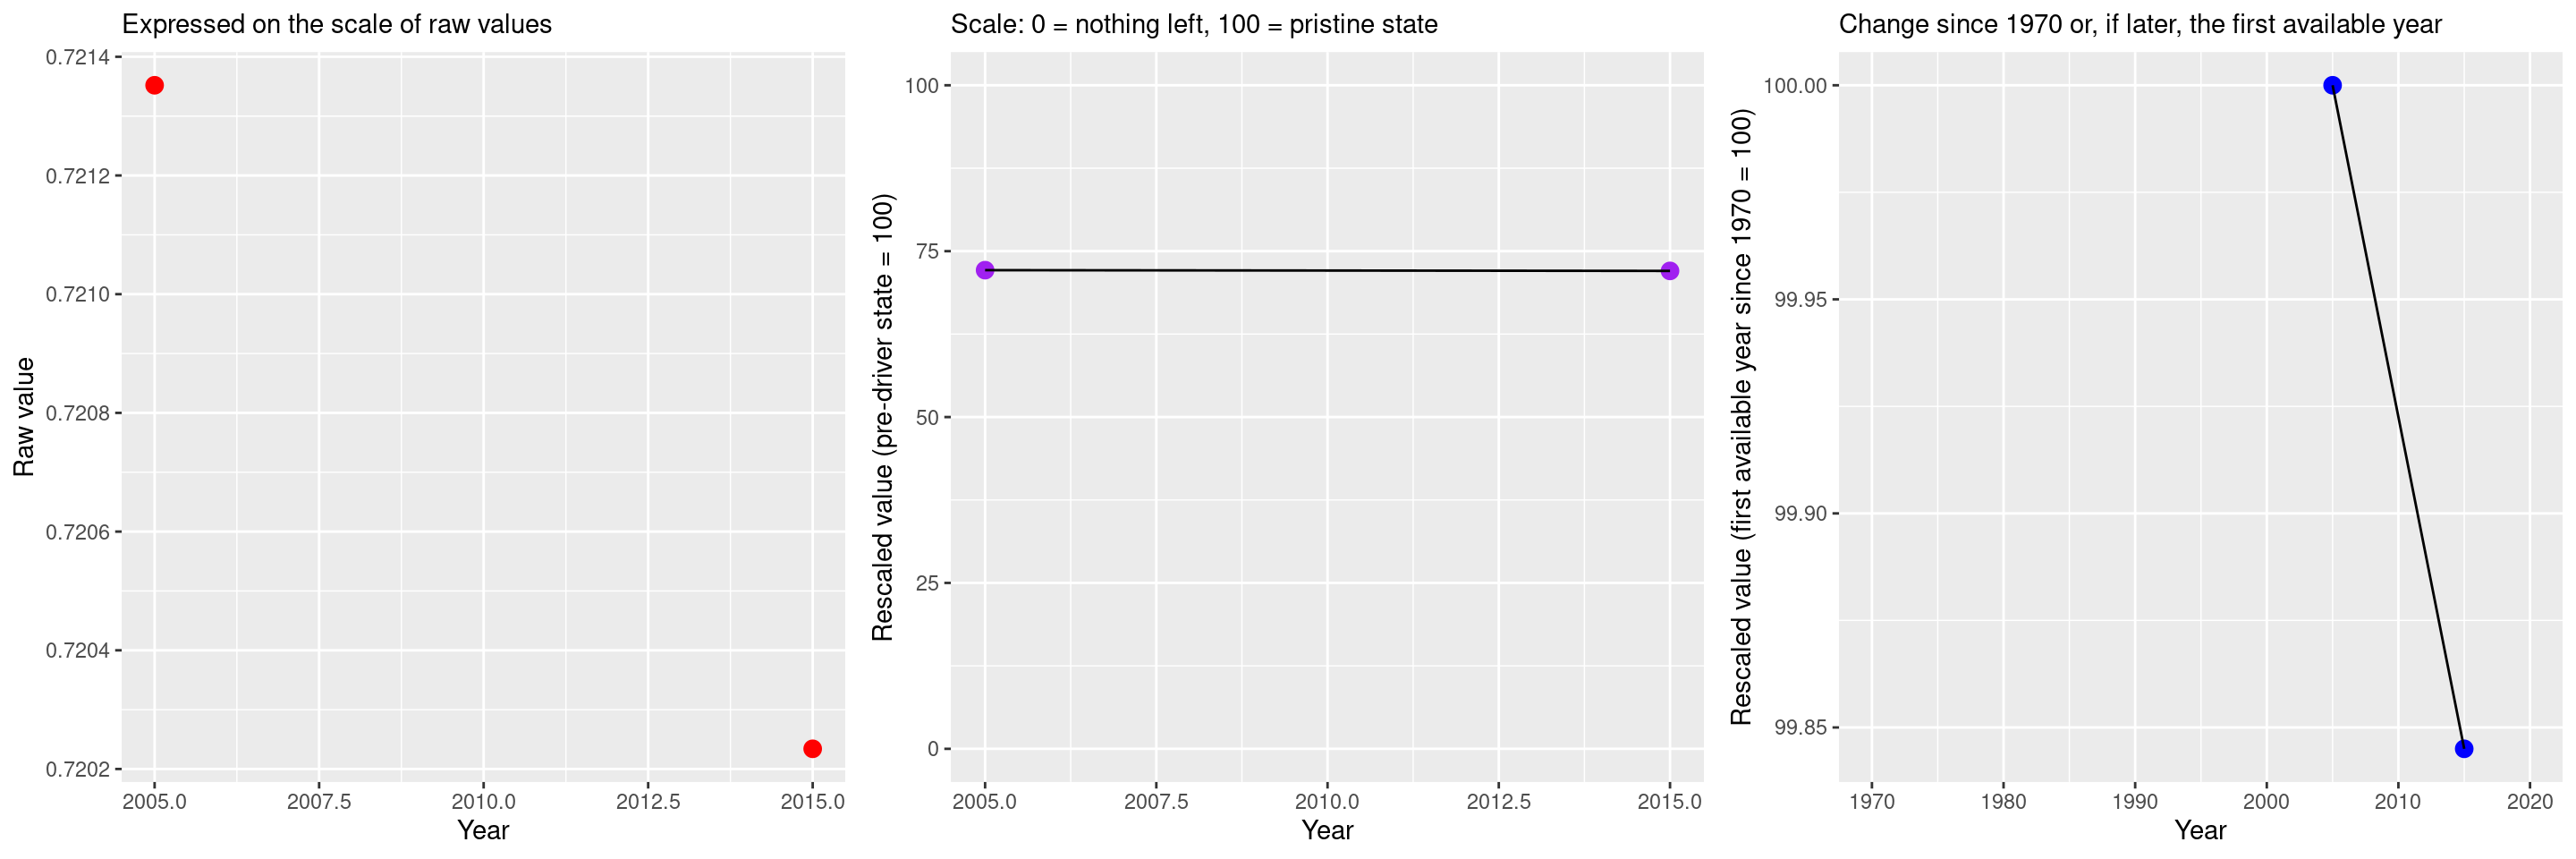 Expressed on the scale of raw values
Raw value
0.7214
0.7212
0.7210
0.7208
0.7206
0.7204
0.7202
2005.0 2007.5 2010.0 2012.5 2015.0
Year
Scale: 0 = nothing left, 100 = pristine state
Rescaled value (pre-driver state = 100)
100
75
50
25
0
2005.0 2007.5 2010.0 2012.5 2015.0
Year
Change since 1970 or, if later, the first available year
Rescaled value (first available year since 1970 = 100)
100.00
99.95
99.90
99.85
1970 1980 1990 2000 2010 2020
Year